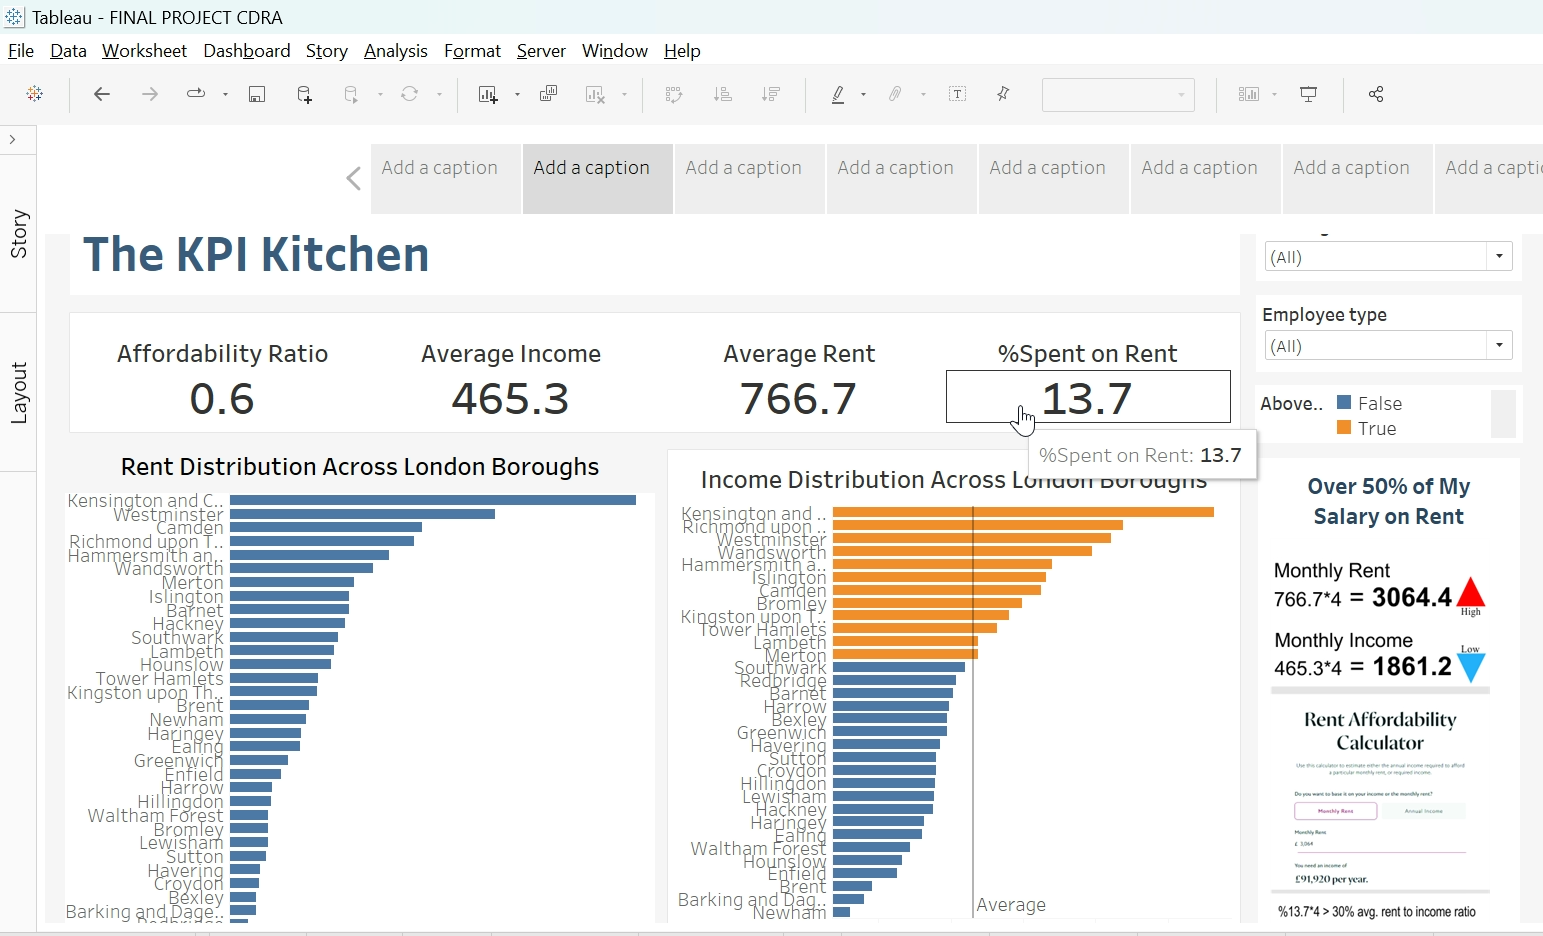 Tableau - FINAL PROJECT CDRA
File Data Worksheet Dashboard Story Analysis Format Server Window Help
Add a caption Add a caption Add a caption Add a caption Add a caption Add a caption Add a caption Add a capti
Story
Layout
The KPI Kitchen
(All)
Employee type
(All)
Above.. False
True
Affordability Ratio Average Income Average Rent %Spent on Rent
0.6 465.3 766.7 13.7
%Spent on Rent: 13.7
Rent Distribution Across London Boroughs
Kensington and C..
Westminster
Camden
Richmond upon T..
Hammersmith an..
Wandsworth
Merton
Islington
Barnet
Hackney
Southwark
Lambeth
Hounslow
Tower Hamlets
Kingston upon Th..
Brent
Newham
Haringey
Ealing
Greenwich
Enfield
Harrow
Hillingdon
Waltham Forest
Bromley
Lewisham
Sutton
Havering
Croydon
Bexley
Barking and Dage..
Redbridge
Income Distribution Across London Boroughs
Kensington and ..
Richmond upon ..
Westminster
Wandsworth
Hammersmith a..
Islington
Camden
Bromley
Kingston upon T..
Tower Hamlets
Lambeth
Merton
Southwark
Redbridge
Barnet
Harrow
Bexley
Greenwich
Havering
Sutton
Croydon
Hillingdon
Lewisham
Hackney
Haringey
Ealing
Waltham Forest
Hounslow
Enfield
Brent
Barking and Dag..
Newham
Average
Over 50% of My
Salary on Rent
Monthly Rent
766.7*4 = 3064.4
High
Monthly Income
Low
465.3*4 = 1861.2
Rent Affordability
Calculator
Use this calculator to estimate either the annual income required to afford
a particular monthly rent, or required income.
Do you want to base it on your income or the monthly rent?
Monthly Rent Annual Income
Monthly Rent
£ 3,064
You need an income of
£91,920 per year.
%13.7*4 > 30% avg. rent to income ratio